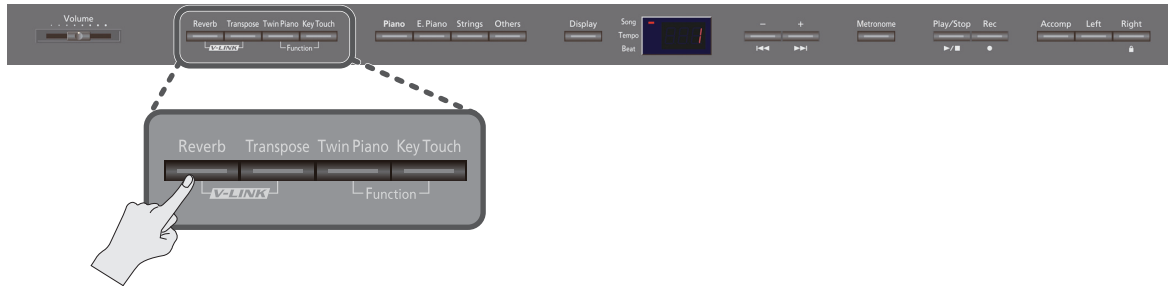 Volume
Reverb Transpose Twin Piano Key Touch
V-LINK Function
Piano E. Piano Strings Others
Display
Song
Tempo
Beat
1
− +
Metronome
Play/Stop Rec
Accomp Left Right
Reverb Transpose Twin Piano Key Touch
V-LINK Function